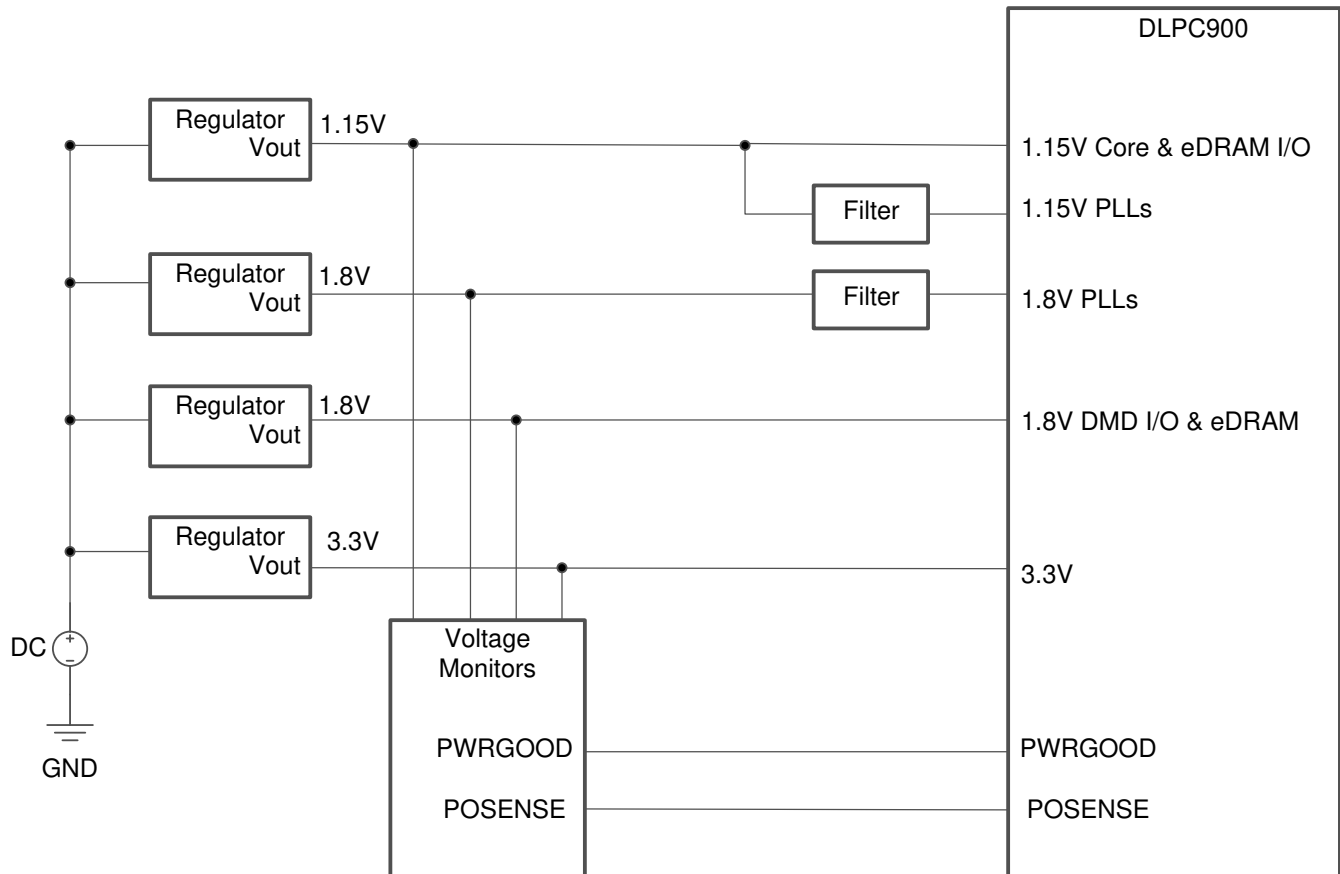 DLPC900
Regulator
Vout
1.15V
1.15V Core & eDRAM I/O
Filter
1.15V PLLs
Regulator
Vout
1.8V
Filter
1.8V PLLs
Regulator
Vout
1.8V
1.8V DMD I/O & eDRAM
Regulator
Vout
3.3V
3.3V
DC
+
−
GND
Voltage
Monitors
PWRGOOD
PWRGOOD
POSENSE
POSENSE